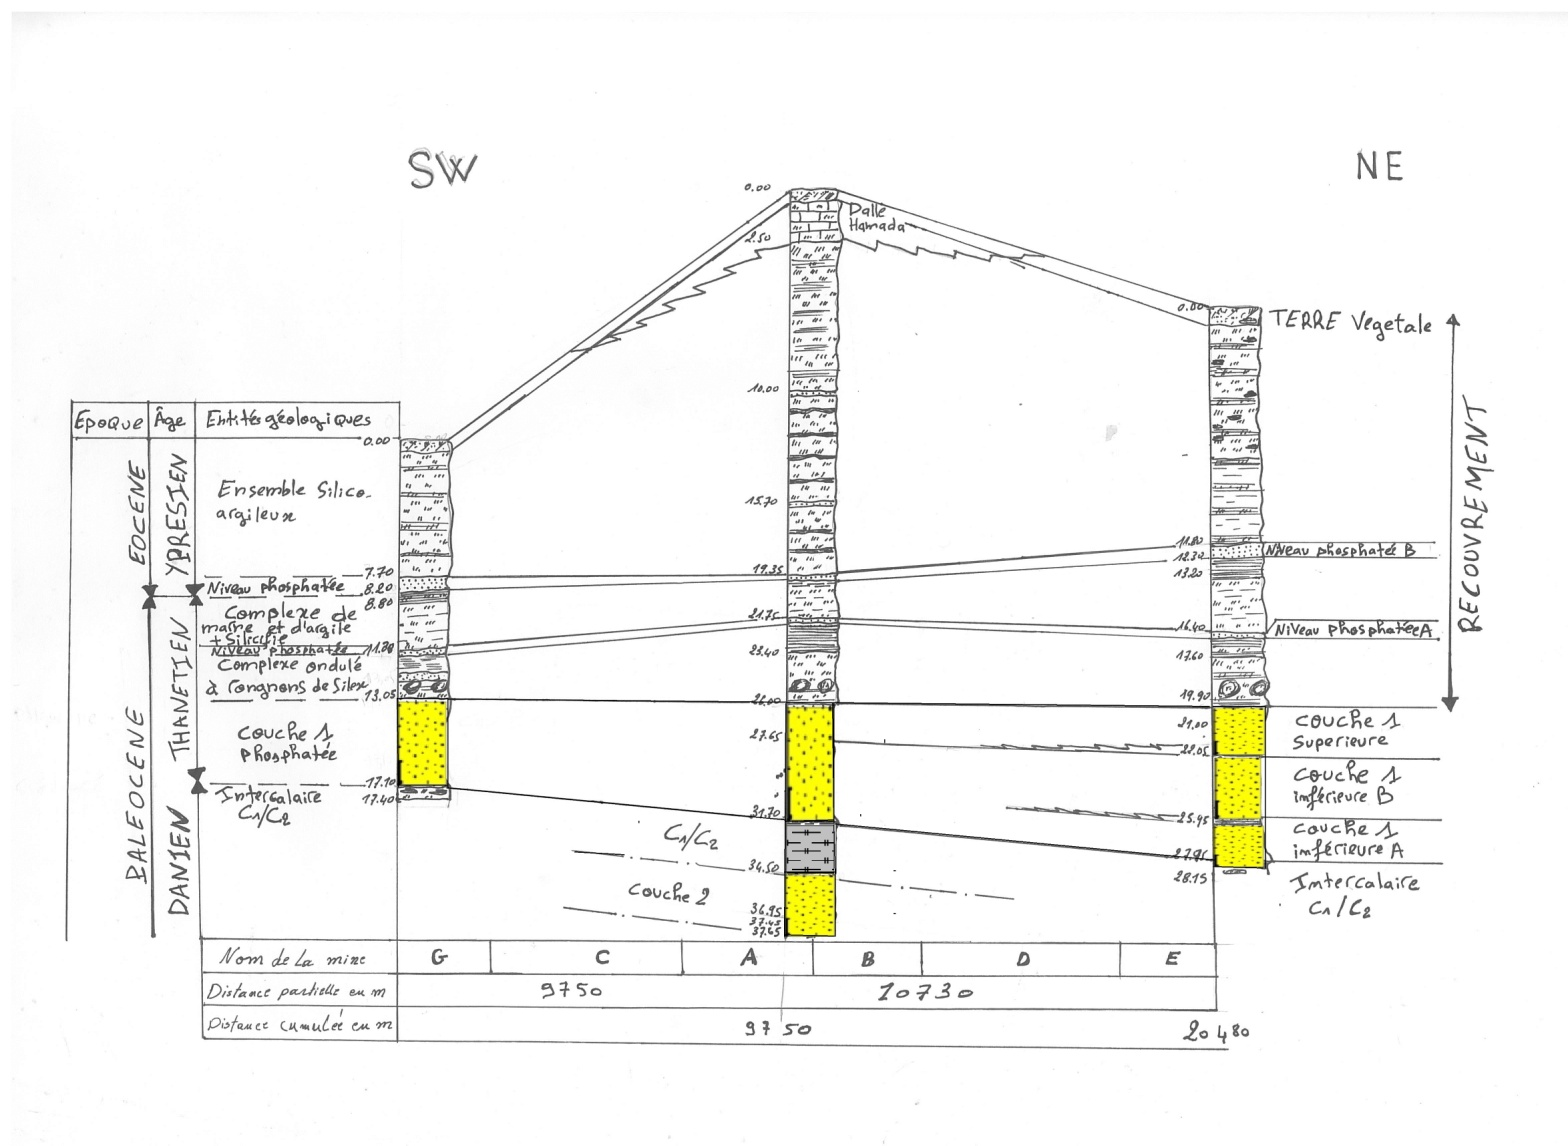 SW
NE
0.00
Dalle
Hamada
2.50
0.00
TERRE Vegetale
10.00
Epoque
Âge
Entités géologiques
0.00
RECOUVREMENT
EOCENE
YPRESIEN
Ensemble Silico-
argileux
15.70
11.80
Niveau phosphatée B
12.30
13.20
7.70
19.35
Niveau phosphatée
8.20
8.80
Complexe de
marne et d'argile
+ Silicifié
Niveau phosphatée
11.30
21.75
16.40
Niveau phosphatée A
Complexe ondulé
à rongnons de Silex
23.40
17.60
13.05
26.00
19.90
PALEOCENE
THANETIEN
Couche 1
Phosphatée
27.65
21.00
22.05
Couche 1
Superieure
Couche 1
inférieure B
17.10
Intercalaire
C1/C2
17.40
31.70
25.95
DANIEN
C1/C2
Couche 1
inférieure A
27.95
28.15
34.50
Couche 2
Intercalaire
C1/C2
36.95
37.45
37.65
Nom de La mine
G
C
A
B
D
E
Distance partielle en m
9750
10730
Distance cumulée en m
9750
20480